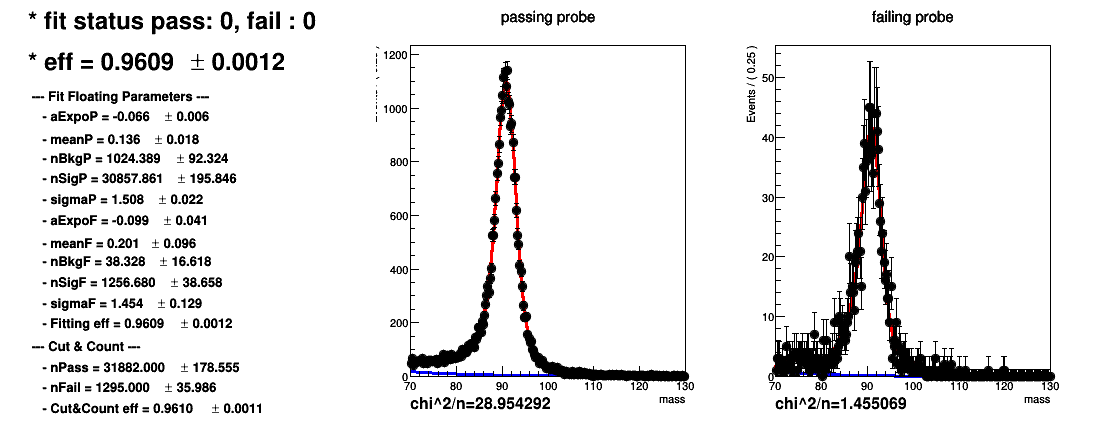 * fit status pass: 0, fail : 0
* eff = 0.9609 ± 0.0012
--- Fit Floating Parameters ---
- aExpoP = -0.066 ± 0.006
- meanP = 0.136 ± 0.018
- nBkgP = 1024.389 ± 92.324
- nSigP = 30857.861 ± 195.846
- sigmaP = 1.508 ± 0.022
- aExpoF = -0.099 ± 0.041
- meanF = 0.201 ± 0.096
- nBkgF = 38.328 ± 16.618
- nSigF = 1256.680 ± 38.658
- sigmaF = 1.454 ± 0.129
- Fitting eff = 0.9609 ± 0.0012
--- Cut & Count ---
- nPass = 31882.000 ± 178.555
- nFail = 1295.000 ± 35.986
- Cut&Count eff = 0.9610 ± 0.0011
passing probe
1200
1000
800
600
400
200
0
70 80 90 100 110 120 130
mass
chi^2/n=28.954292
failing probe
Events / ( 0.25 )
50
40
30
20
10
0
70 80 90 100 110 120 130
mass
chi^2/n=1.455069